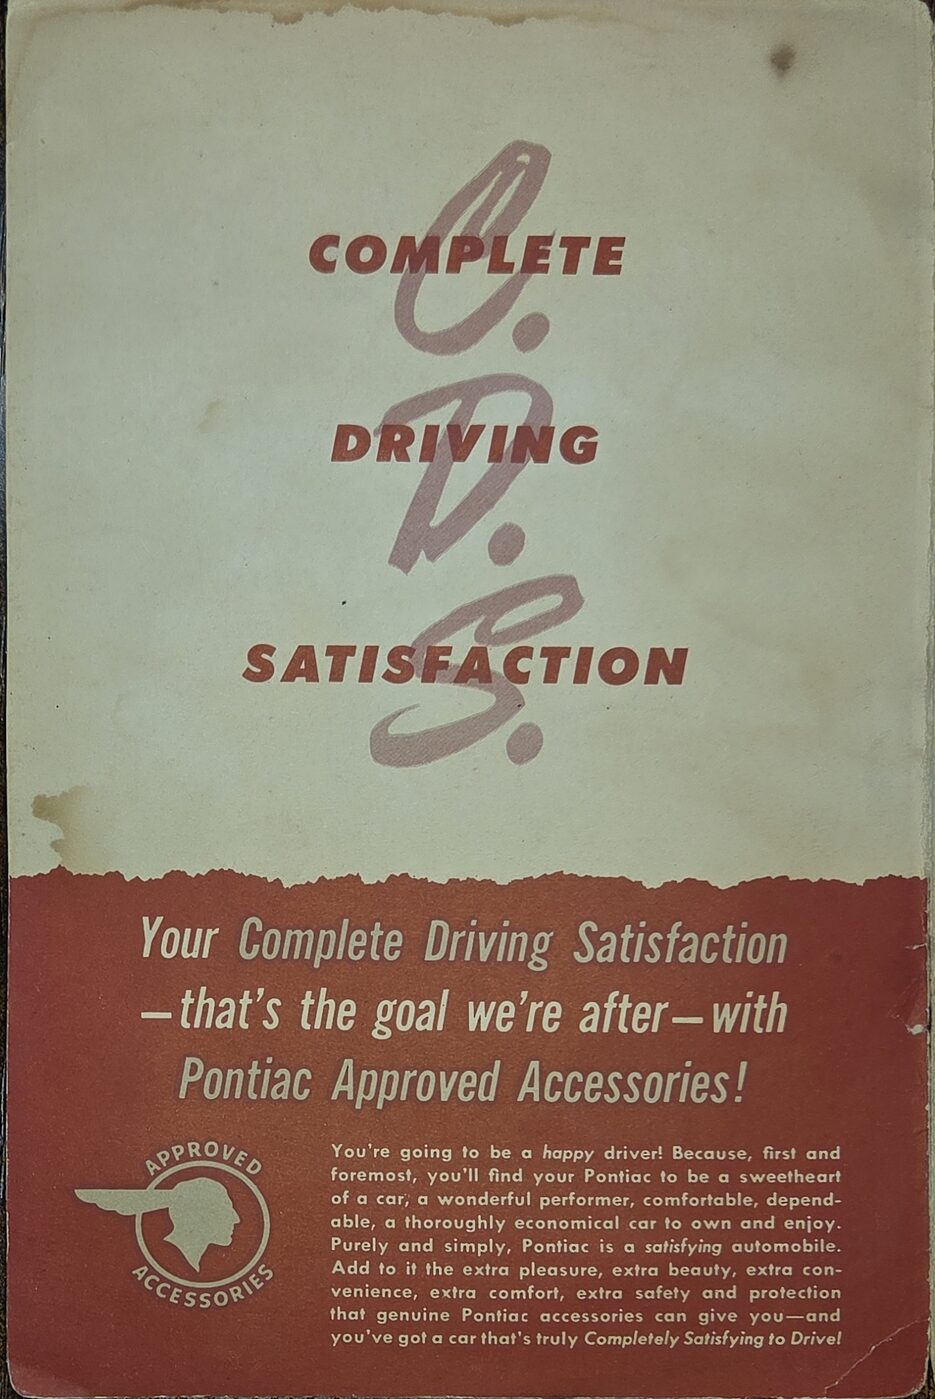 C.
COMPLETE
D.
DRIVING
S.
SATISFACTION
Your Complete Driving Satisfaction
—that's the goal we're after—with
Pontiac Approved Accessories!
APPROVED
ACCESSORIES
You're going to be a happy driver! Because, first and
foremost, you'll find your Pontiac to be a sweetheart
of a car, a wonderful performer, comfortable, depend-
able, a thoroughly economical car to own and enjoy.
Purely and simply, Pontiac is a satisfying automobile.
Add to it the extra pleasure, extra beauty, extra con-
venience, extra comfort, extra safety and protection
that genuine Pontiac accessories can give you—and
you've got a car that's truly Completely Satisfying to Drive!